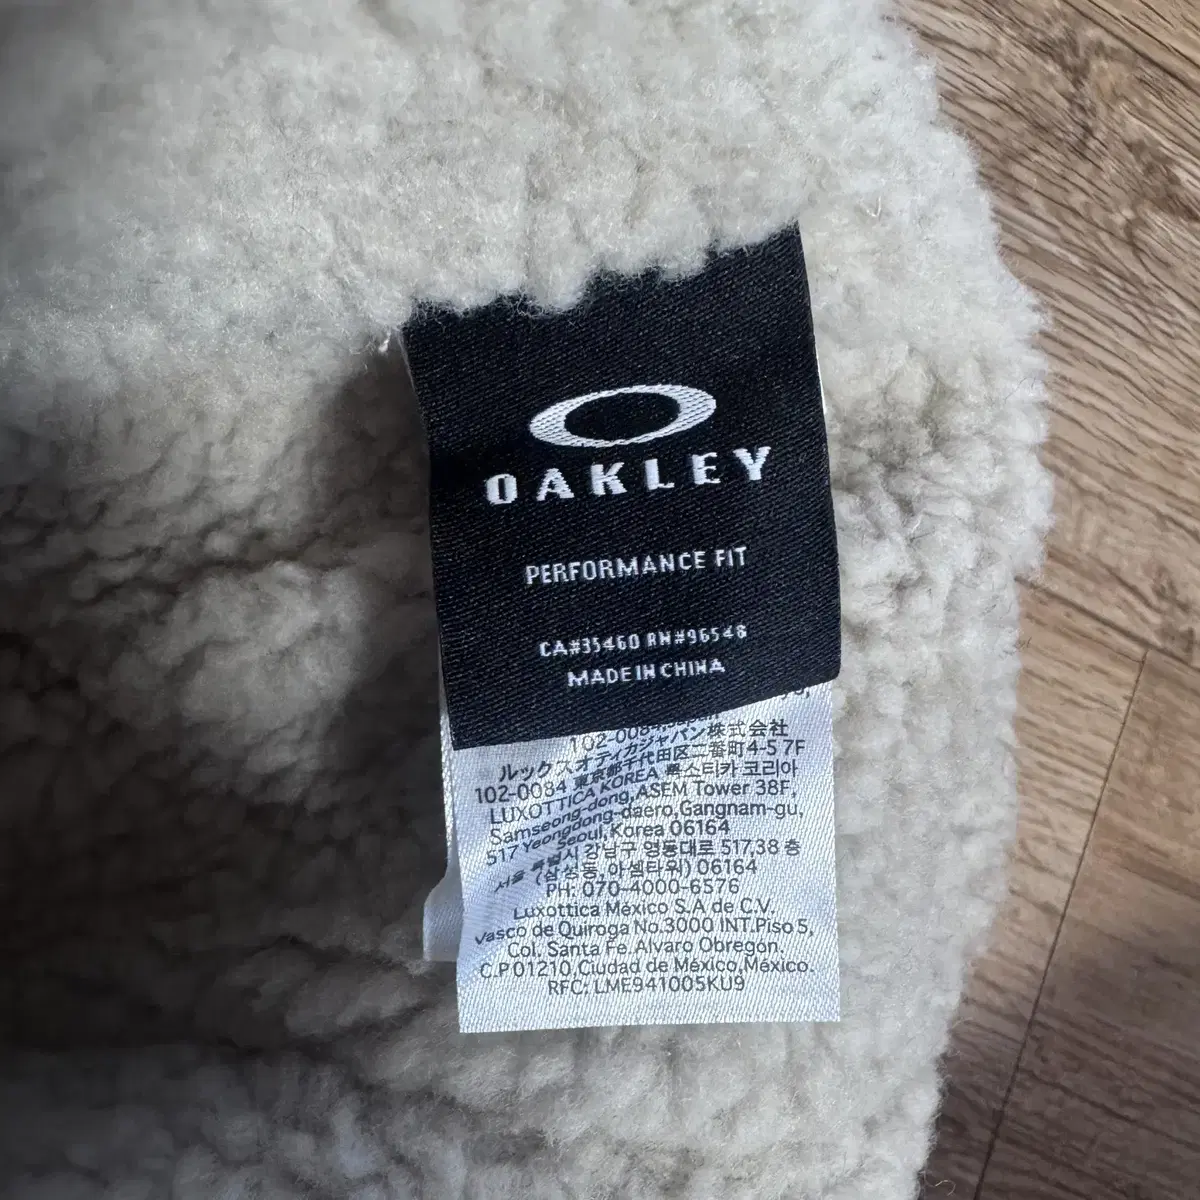 OAKLEY
PERFORMANCE FIT
CA#35460 RN#96548
MADE IN CHINA
ルックスオティカジャパン株式会社
102-0084 東京都千代田区二番町4-5 7F
LUXOTTICA KOREA 룩소티카 코리아
Samseong-dong, ASEM Tower 38F,
517 Yeongdong-daero, Gangnam-gu,
Seoul, Korea 06164
서울 특별시 강남구 영동대로 517,38 층
(삼성동, 아셈타워) 06164
PH: 070-4000-6576
Luxottica México S.A de C.V.
Vasco de Quiroga No.3000 INT.Piso 5,
Col. Santa Fe. Alvaro Obregon.
C.P 01210, Ciudad de México,México.
RFC: LME941005KU9